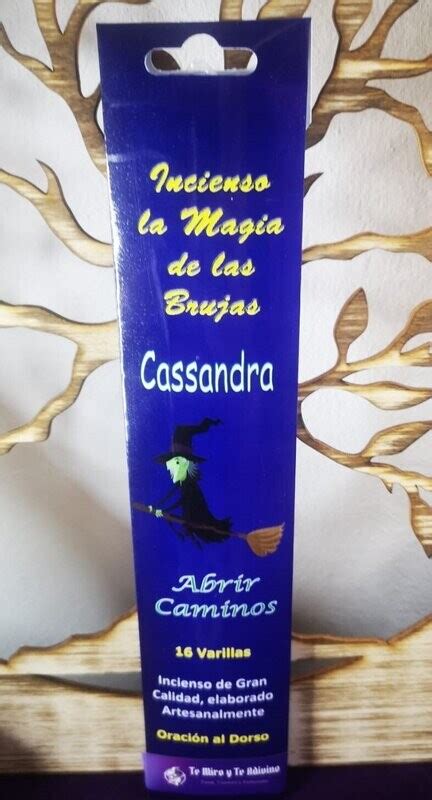 Incienso
la Magia
de las
Brujas
Cassandra
Abrir
Caminos
16 Varillas
Incienso de Gran
Calidad, elaborado
Artesanalmente
Oración al Dorso
Te Miro y Te Adivino